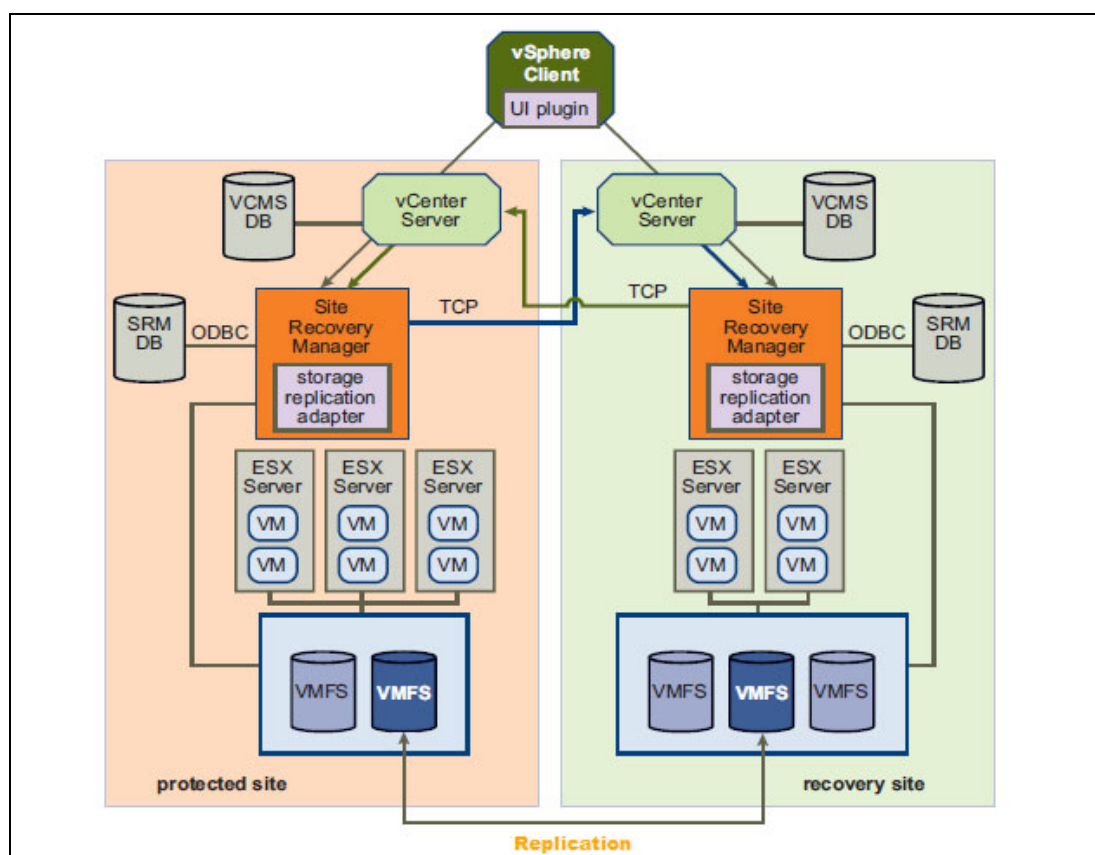 vSphere
Client
UI plugin
VCMS
DB
vCenter
Server
vCenter
Server
VCMS
DB
SRM
DB
ODBC
Site
Recovery
Manager
storage
replication
adapter
TCP
TCP
Site
Recovery
Manager
storage
replication
adapter
ODBC
SRM
DB
ESX
Server
VM
VM
ESX
Server
VM
VM
ESX
Server
VM
VM
ESX
Server
VM
VM
ESX
Server
VM
VM
VMFS
VMFS
VMFS
VMFS
VMFS
protected site
recovery site
Replication